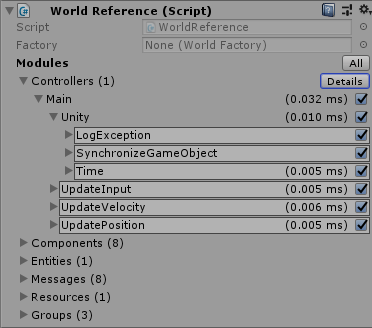 World Reference (Script)
Script WorldReference
Factory None (World Factory)
Modules All
Controllers (1) Details
Main (0.032 ms)
Unity (0.010 ms)
LogException
SynchronizeGameObject
Time (0.005 ms)
UpdateInput (0.005 ms)
UpdateVelocity (0.006 ms)
UpdatePosition (0.005 ms)
Components (8)
Entities (1)
Messages (8)
Resources (1)
Groups (3)